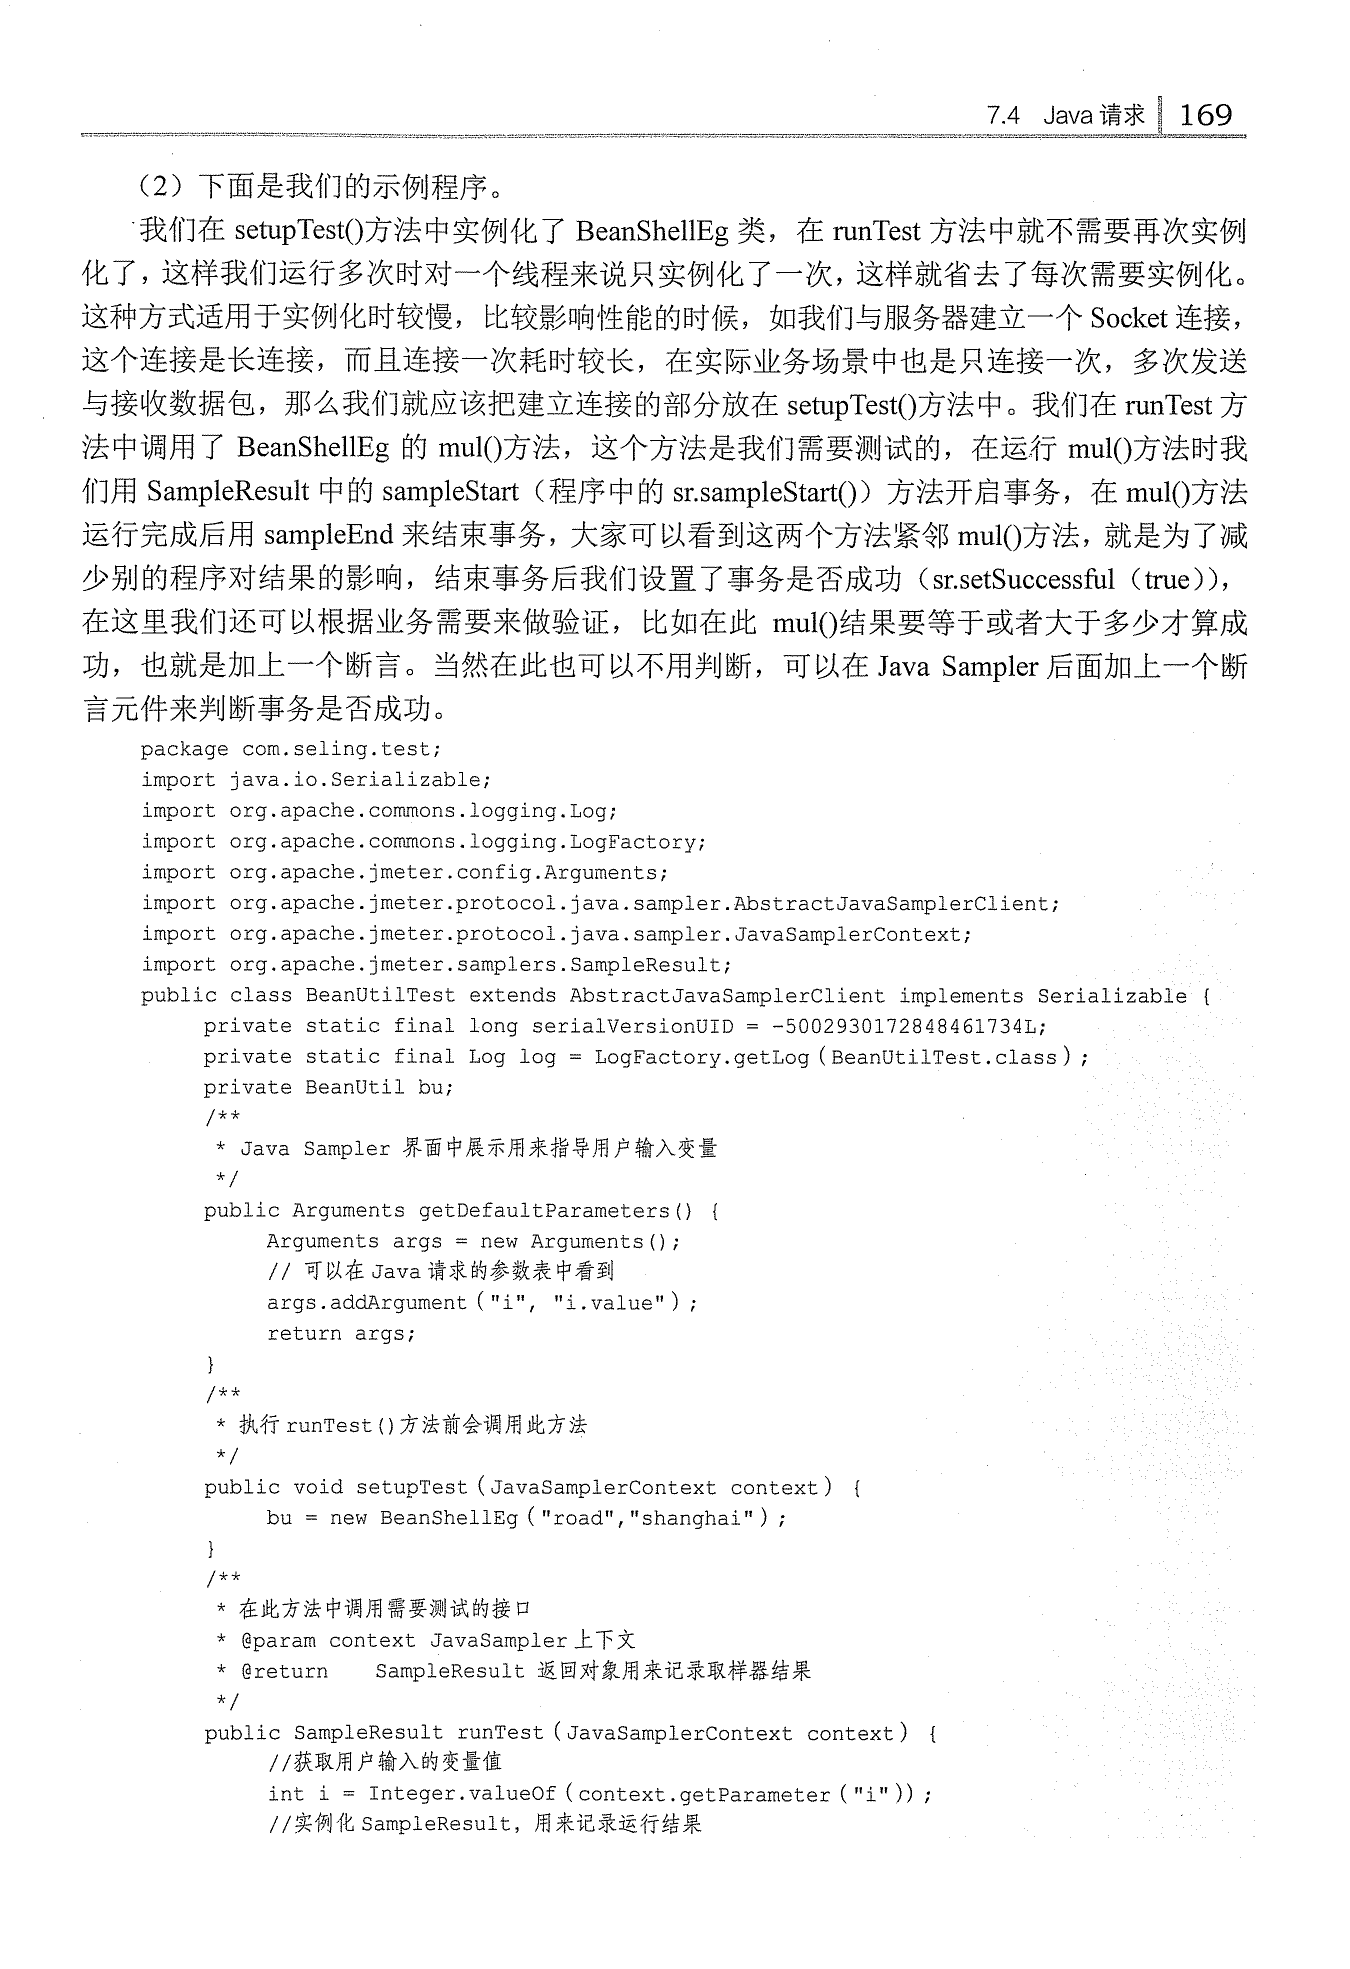 7.4 Java 请求 169
（2）下面是我们的示例程序。
我们在 setupTest()方法中实例化了 BeanShellEg 类，在 runTest 方法中就不需要再次实例
化了，这样我们运行多次时对一个线程来说只实例化了一次，这样就省去了每次需要实例化。
这种方式适用于实例化时较慢，比较影响性能的时候，如我们与服务器建立一个 Socket 连接，
这个连接是长连接，而且连接一次耗时较长，在实际业务场景中也是只连接一次，多次发送
与接收数据包，那么我们就应该把建立连接的部分放在 setupTest()方法中。我们在 runTest 方
法中调用了 BeanShellEg 的 mul()方法，这个方法是我们需要测试的，在运行 mul()方法时我
们用 SampleResult 中的 sampleStart（程序中的 sr.sampleStart()）方法开启事务，在 mul()方法
运行完成后用 sampleEnd 来结束事务，大家可以看到这两个方法紧邻 mul()方法，就是为了减
少别的程序对结果的影响，结束事务后我们设置了事务是否成功（sr.setSuccessful（true）），
在这里我们还可以根据业务需要来做验证，比如在此 mul()结果要等于或者大于多少才算成
功，也就是加上一个断言。当然在此也可以不用判断，可以在 Java Sampler 后面加上一个断
言元件来判断事务是否成功。
package com.seling.test;
import java.io.Serializable;
import org.apache.commons.logging.Log;
import org.apache.commons.logging.LogFactory;
import org.apache.jmeter.config.Arguments;
import org.apache.jmeter.protocol.java.sampler.AbstractJavaSamplerClient;
import org.apache.jmeter.protocol.java.sampler.JavaSamplerContext;
import org.apache.jmeter.samplers.SampleResult;
public class BeanUtilTest extends AbstractJavaSamplerClient implements Serializable {
private static final long serialVersionUID = -5002930172848461734L;
private static final Log log = LogFactory.getLog(BeanUtilTest.class);
private BeanUtil bu;
/**
* Java Sampler 界面中展示用来指导用户输入变量
*/
public Arguments getDefaultParameters() {
Arguments args = new Arguments();
// 可以在 Java 请求的参数表中看到
args.addArgument("i", "i.value");
return args;
}
/**
* 执行 runTest()方法前会调用此方法
*/
public void setupTest(JavaSamplerContext context) {
bu = new BeanShellEg("road","shanghai");
}
/**
* 在此方法中调用需要测试的接口
* @param context JavaSampler 上下文
* @return SampleResult 返回对象用来记录取样器结果
*/
public SampleResult runTest(JavaSamplerContext context) {
//获取用户输入的变量值
int i = Integer.valueOf(context.getParameter("i"));
//实例化 SampleResult, 用来记录运行结果